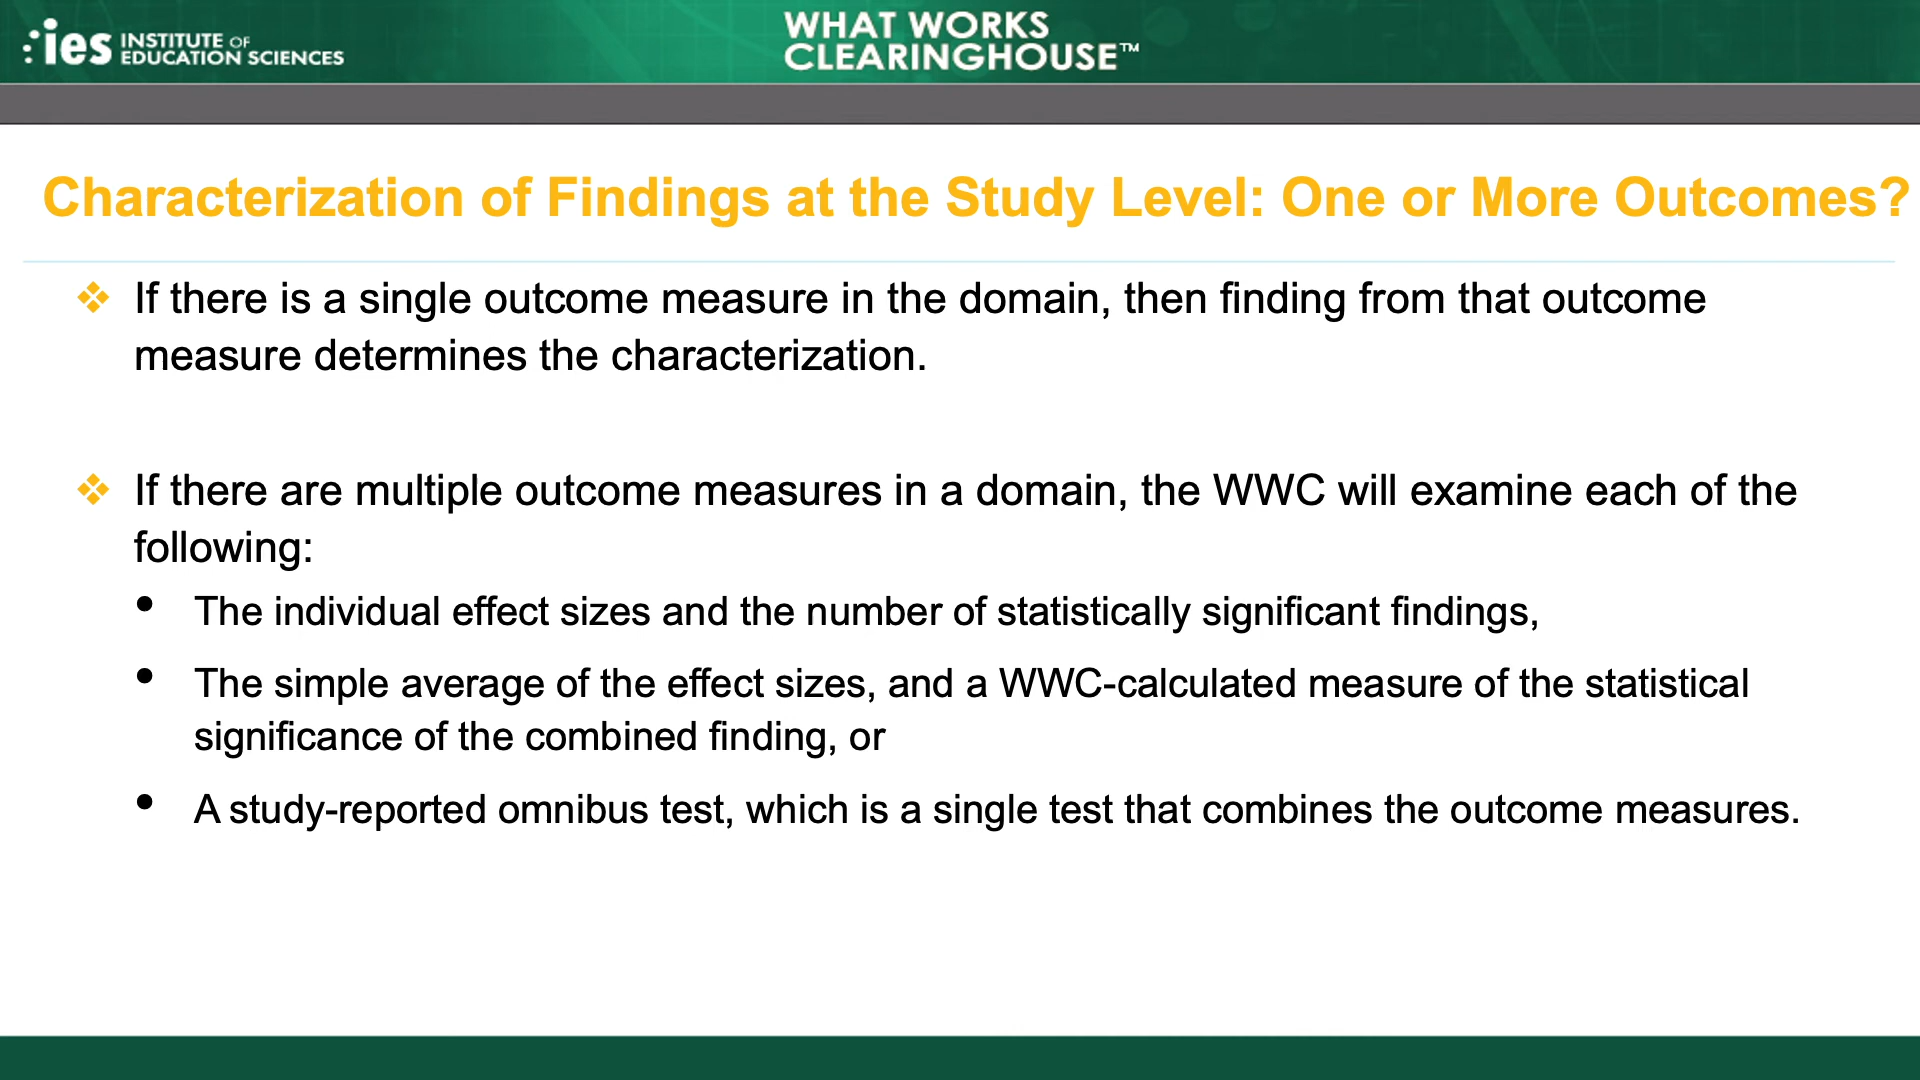 ies INSTITUTE OF
EDUCATION SCIENCES
WHAT WORKS
CLEARINGHOUSE™
Characterization of Findings at the Study Level: One or More Outcomes?
❖ If there is a single outcome measure in the domain, then finding from that outcome
measure determines the characterization.
❖ If there are multiple outcome measures in a domain, the WWC will examine each of the
following:
• The individual effect sizes and the number of statistically significant findings,
• The simple average of the effect sizes, and a WWC-calculated measure of the statistical
significance of the combined finding, or
• A study-reported omnibus test, which is a single test that combines the outcome measures.